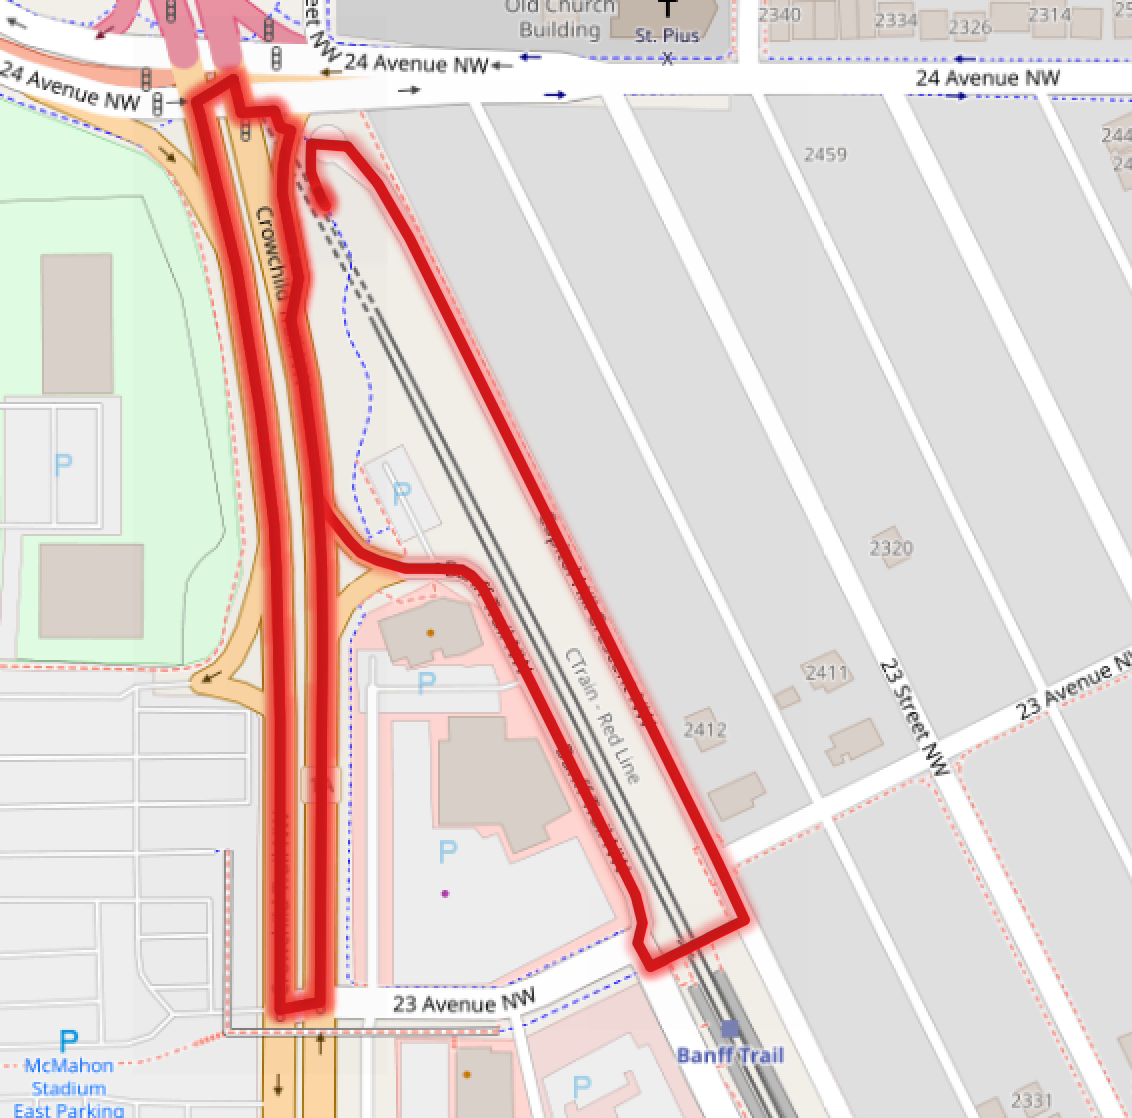 Old Church
Building
St. Pius
x
2340
2334
2326
2314
eet NW
24 Avenue NW
24 Avenue NW
24 Avenue NW
2459
Crowchild
P
P
2320
CTrain - Red Line
P
2411
2412
23 Street NW
23 Avenue NW
P
23 Avenue NW
P
McMahon
Stadium
East Parking
Banff Trail
P
2331